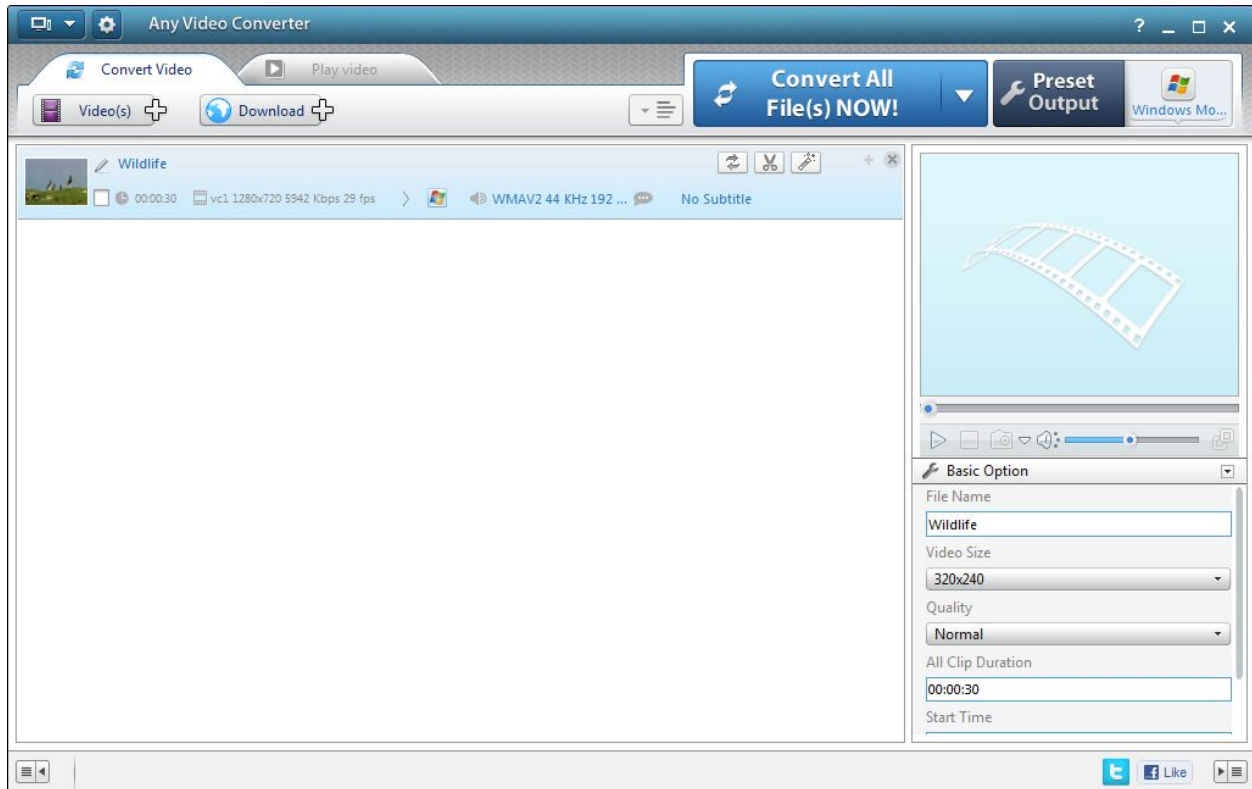 Any Video Converter
?
Convert Video
Play video
Video(s)
Download
Convert All
File(s) NOW!
Preset
Output
Windows Mo...
Wildlife
00:00:30
vc1 1280x720 5942 Kbps 29 fps
WMAV2 44 KHz 192 ...
No Subtitle
Basic Option
File Name
Wildlife
Video Size
320x240
Quality
Normal
All Clip Duration
00:00:30
Start Time
Like